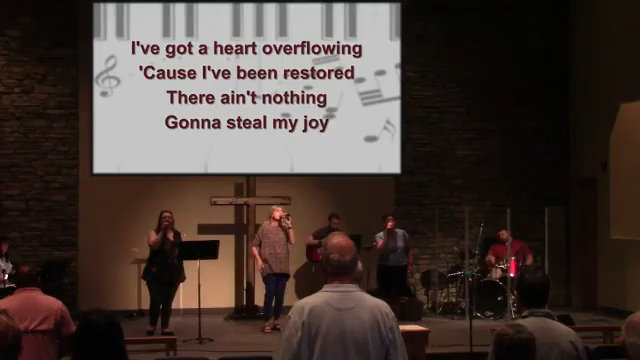 I've got a heart overflowing
'Cause I've been restored
There ain't nothing
Gonna steal my joy